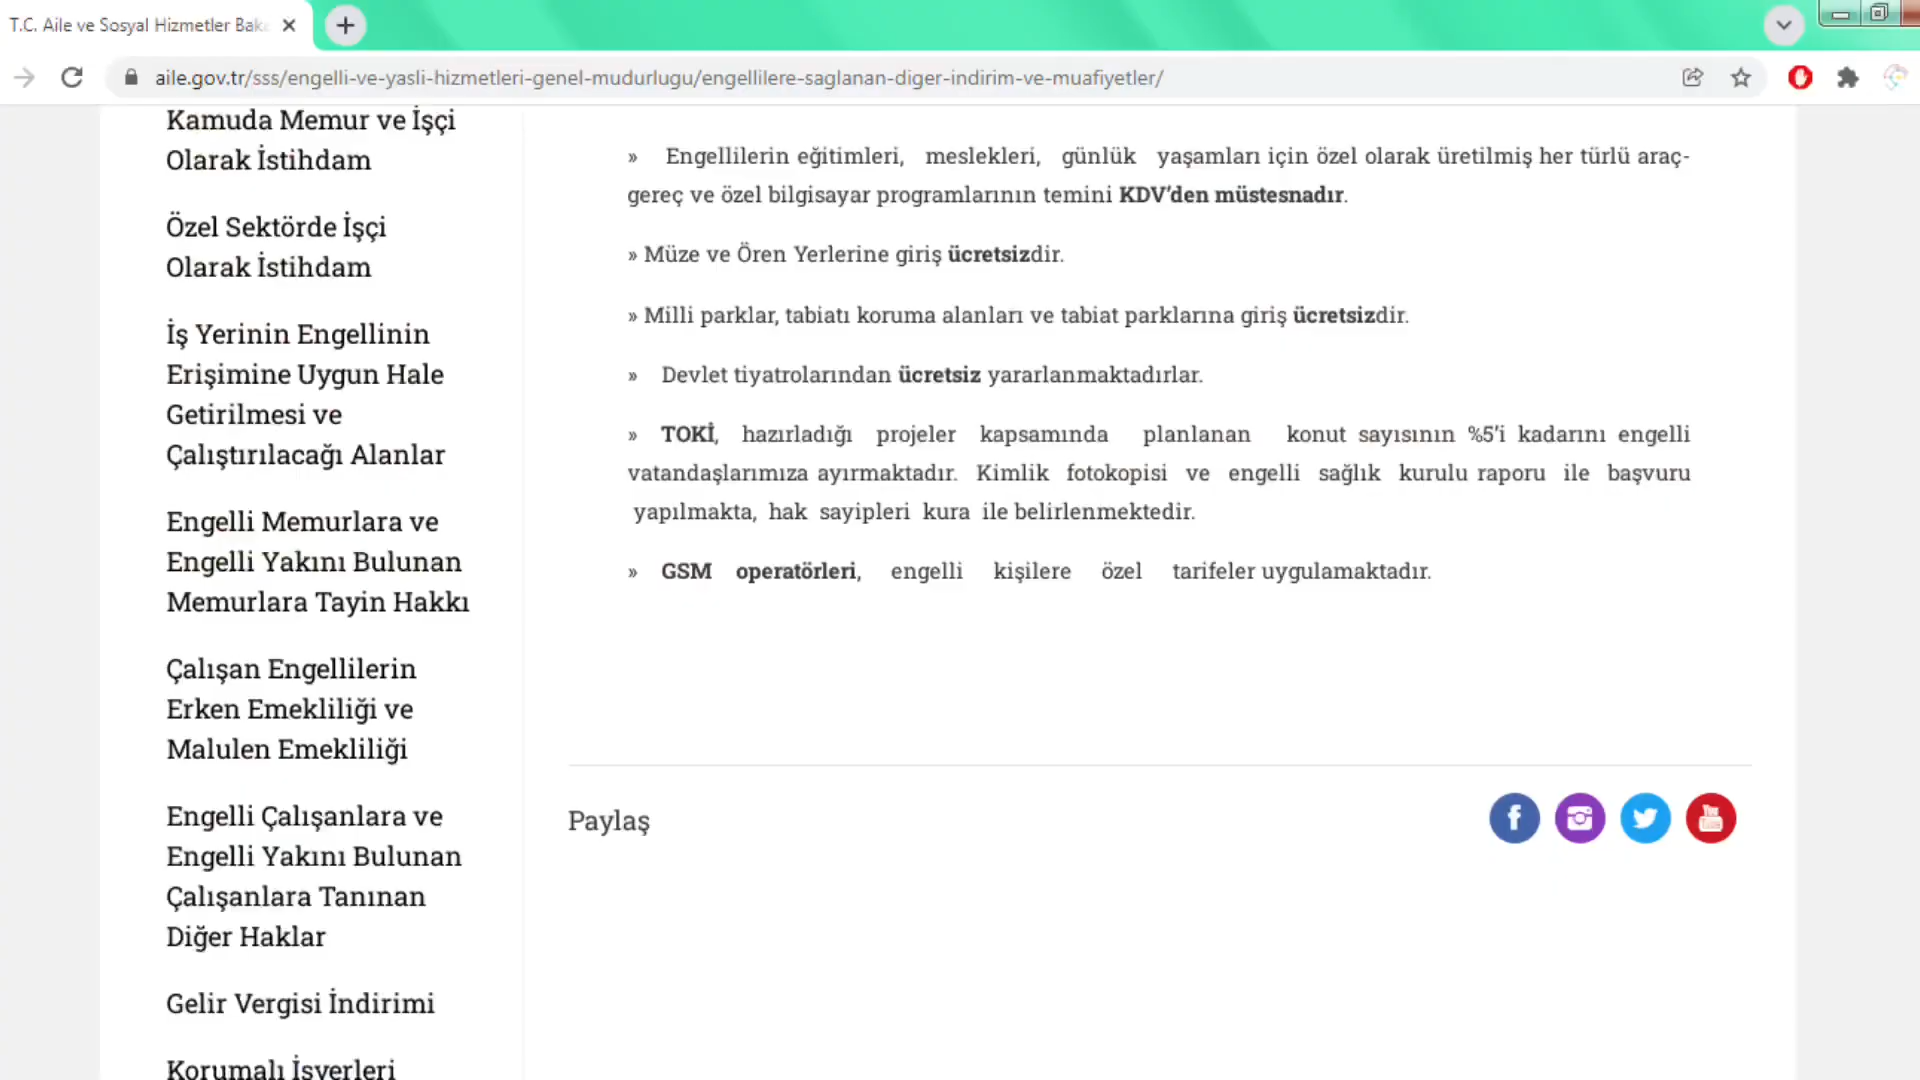 T.C. Aile ve Sosyal Hizmetler Bak
aile.gov.tr/sss/engelli-ve-yasli-hizmetleri-genel-mudurlugu/engellilere-saglanan-diger-indirim-ve-muafiyetler/
Kamuda Memur ve İşçi
Olarak İstihdam
Özel Sektörde İşçi
Olarak İstihdam
İş Yerinin Engellinin
Erişimine Uygun Hale
Getirilmesi ve
Çalıştırılacağı Alanlar
Engelli Memurlara ve
Engelli Yakını Bulunan
Memurlara Tayin Hakkı
Çalışan Engellilerin
Erken Emekliliği ve
Malulen Emekliliği
Engelli Çalışanlara ve
Engelli Yakını Bulunan
Çalışanlara Tanınan
Diğer Haklar
Gelir Vergisi İndirimi
Korumalı İşyerleri
» Engellilerin eğitimleri, meslekleri, günlük yaşamları için özel olarak üretilmiş her türlü araç-
gereç ve özel bilgisayar programlarının temini KDV'den müstesnadır.
» Müze ve Ören Yerlerine giriş ücretsizdir.
» Milli parklar, tabiatı koruma alanları ve tabiat parklarına giriş ücretsizdir.
» Devlet tiyatrolarından ücretsiz yararlanmaktadırlar.
» TOKİ, hazırladığı projeler kapsamında planlanan konut sayısının %5'i kadarını engelli
vatandaşlarımıza ayırmaktadır. Kimlik fotokopisi ve engelli sağlık kurulu raporu ile başvuru
yapılmakta, hak sayipleri kura ile belirlenmektedir.
» GSM operatörleri, engelli kişilere özel tarifeler uygulamaktadır.
Paylaş